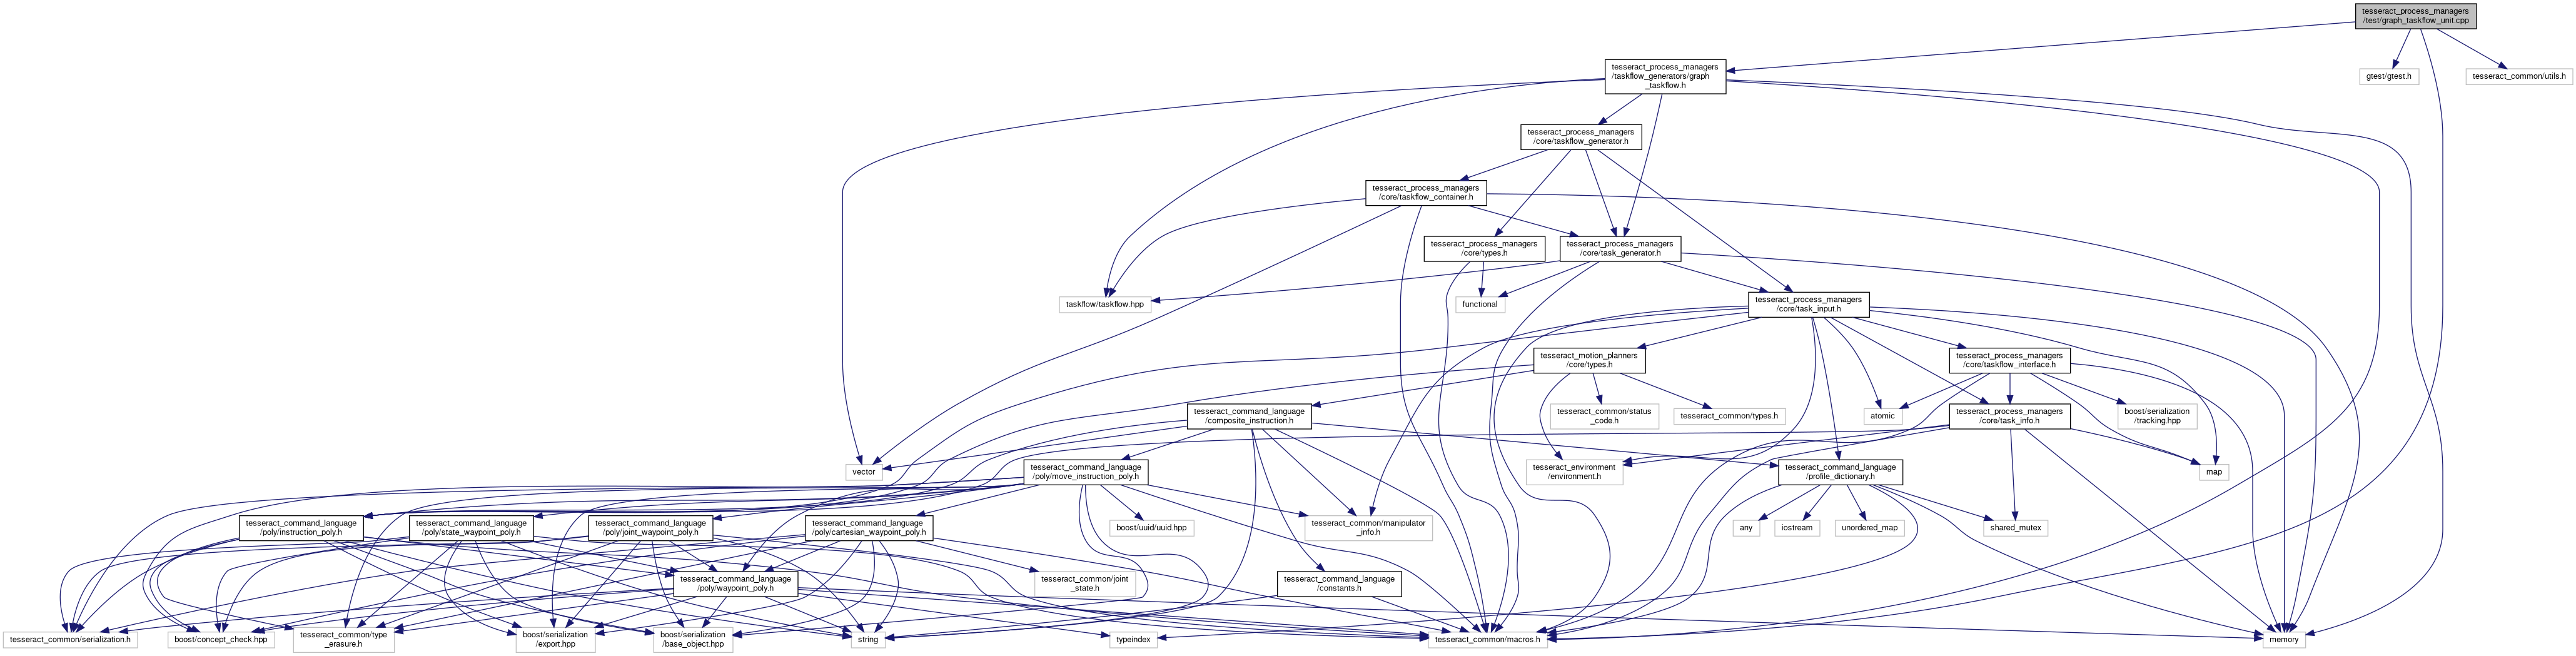 tesseract_process_managers
/test/graph_taskflow_unit.cpp
tesseract_process_managers
/taskflow_generators/graph
_taskflow.h
gtest/gtest.h
tesseract_common/utils.h
tesseract_process_managers
/core/taskflow_generator.h
tesseract_process_managers
/core/taskflow_container.h
tesseract_process_managers
/core/types.h
tesseract_process_managers
/core/task_generator.h
taskflow/taskflow.hpp
functional
tesseract_process_managers
/core/task_input.h
tesseract_motion_planners
/core/types.h
tesseract_process_managers
/core/taskflow_interface.h
tesseract_command_language
/composite_instruction.h
tesseract_common/status
_code.h
tesseract_common/types.h
atomic
tesseract_process_managers
/core/task_info.h
boost/serialization
/tracking.hpp
vector
tesseract_command_language
/poly/move_instruction_poly.h
tesseract_environment
/environment.h
tesseract_command_language
/profile_dictionary.h
map
tesseract_command_language
/poly/instruction_poly.h
tesseract_command_language
/poly/state_waypoint_poly.h
tesseract_command_language
/poly/joint_waypoint_poly.h
tesseract_command_language
/poly/cartesian_waypoint_poly.h
boost/uuid/uuid.hpp
tesseract_common/manipulator
_info.h
any
iostream
unordered_map
shared_mutex
tesseract_command_language
/poly/waypoint_poly.h
tesseract_common/joint
_state.h
tesseract_command_language
/constants.h
tesseract_common/serialization.h
boost/concept_check.hpp
tesseract_common/type
_erasure.h
boost/serialization
/export.hpp
boost/serialization
/base_object.hpp
string
typeindex
tesseract_common/macros.h
memory